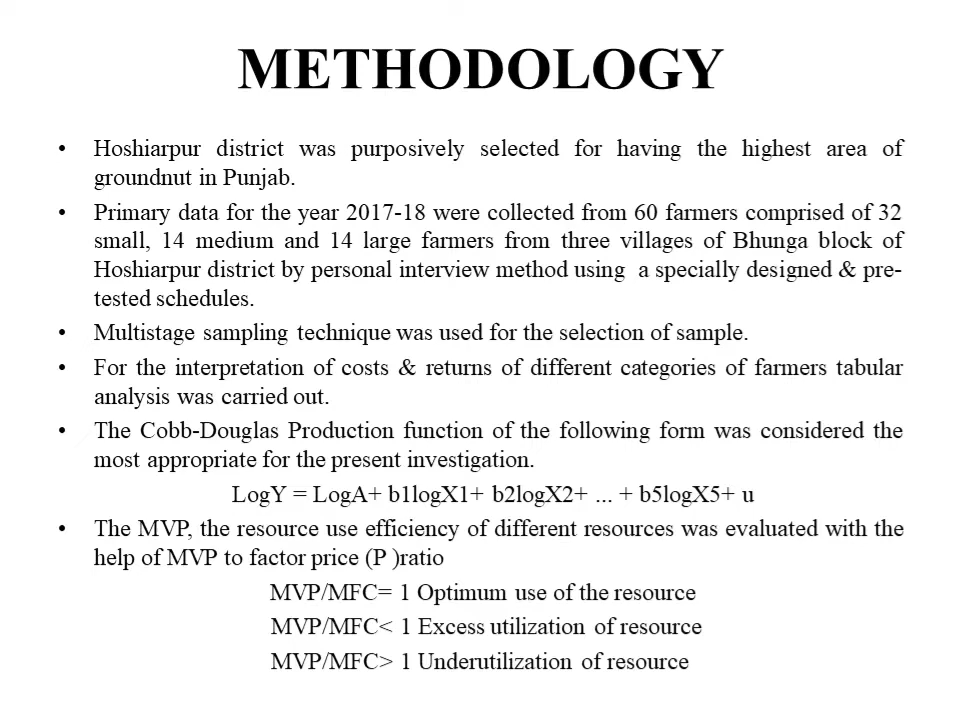 METHODOLOGY
• Hoshiarpur district was purposively selected for having the highest area of
groundnut in Punjab.
• Primary data for the year 2017-18 were collected from 60 farmers comprised of 32
small, 14 medium and 14 large farmers from three villages of Bhunga block of
Hoshiarpur district by personal interview method using a specially designed & pre-
tested schedules.
• Multistage sampling technique was used for the selection of sample.
• For the interpretation of costs & returns of different categories of farmers tabular
analysis was carried out.
• The Cobb-Douglas Production function of the following form was considered the
most appropriate for the present investigation.
LogY = LogA+ b1logX1+ b2logX2+ ... + b5logX5+ u
• The MVP, the resource use efficiency of different resources was evaluated with the
help of MVP to factor price (P )ratio
MVP/MFC= 1 Optimum use of the resource
MVP/MFC< 1 Excess utilization of resource
MVP/MFC> 1 Underutilization of resource